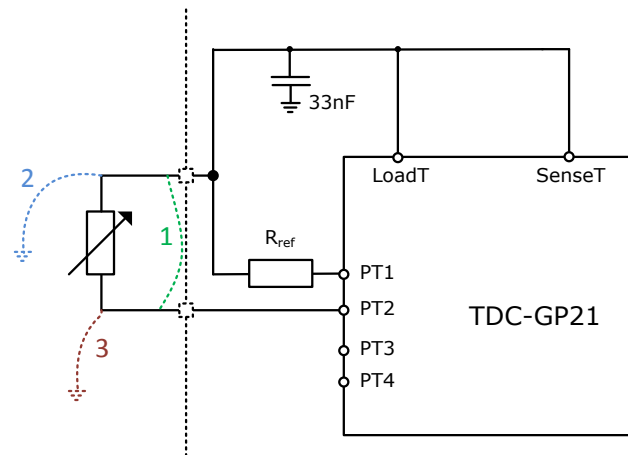 33nF
LoadT
SenseT
2
1
R_ref
PT1
PT2
TDC-GP21
3
PT3
PT4